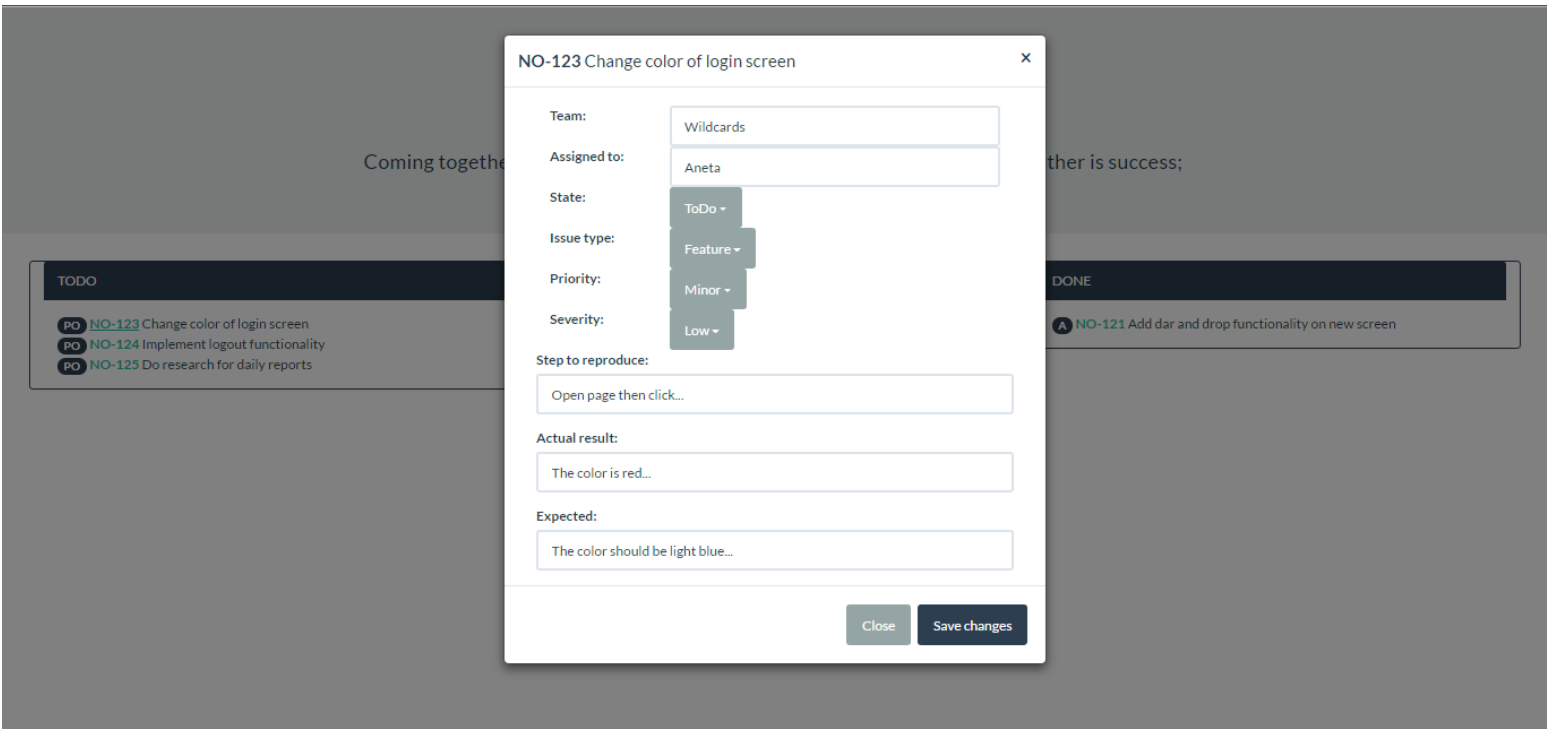 NO-123 Change color of login screen ×
Team: Wildcards
Assigned to: Aneta
State: ToDo
Issue type: Feature
Priority: Minor
Severity: Low
Step to reproduce:
Open page then click...
Actual result:
The color is red...
Expected:
The color should be light blue...
Close Save changes
Coming togethe ther is success;
TODO
PO NO-123 Change color of login screen
PO NO-124 Implement logout functionality
PO NO-125 Do research for daily reports
DONE
A NO-121 Add dar and drop functionality on new screen